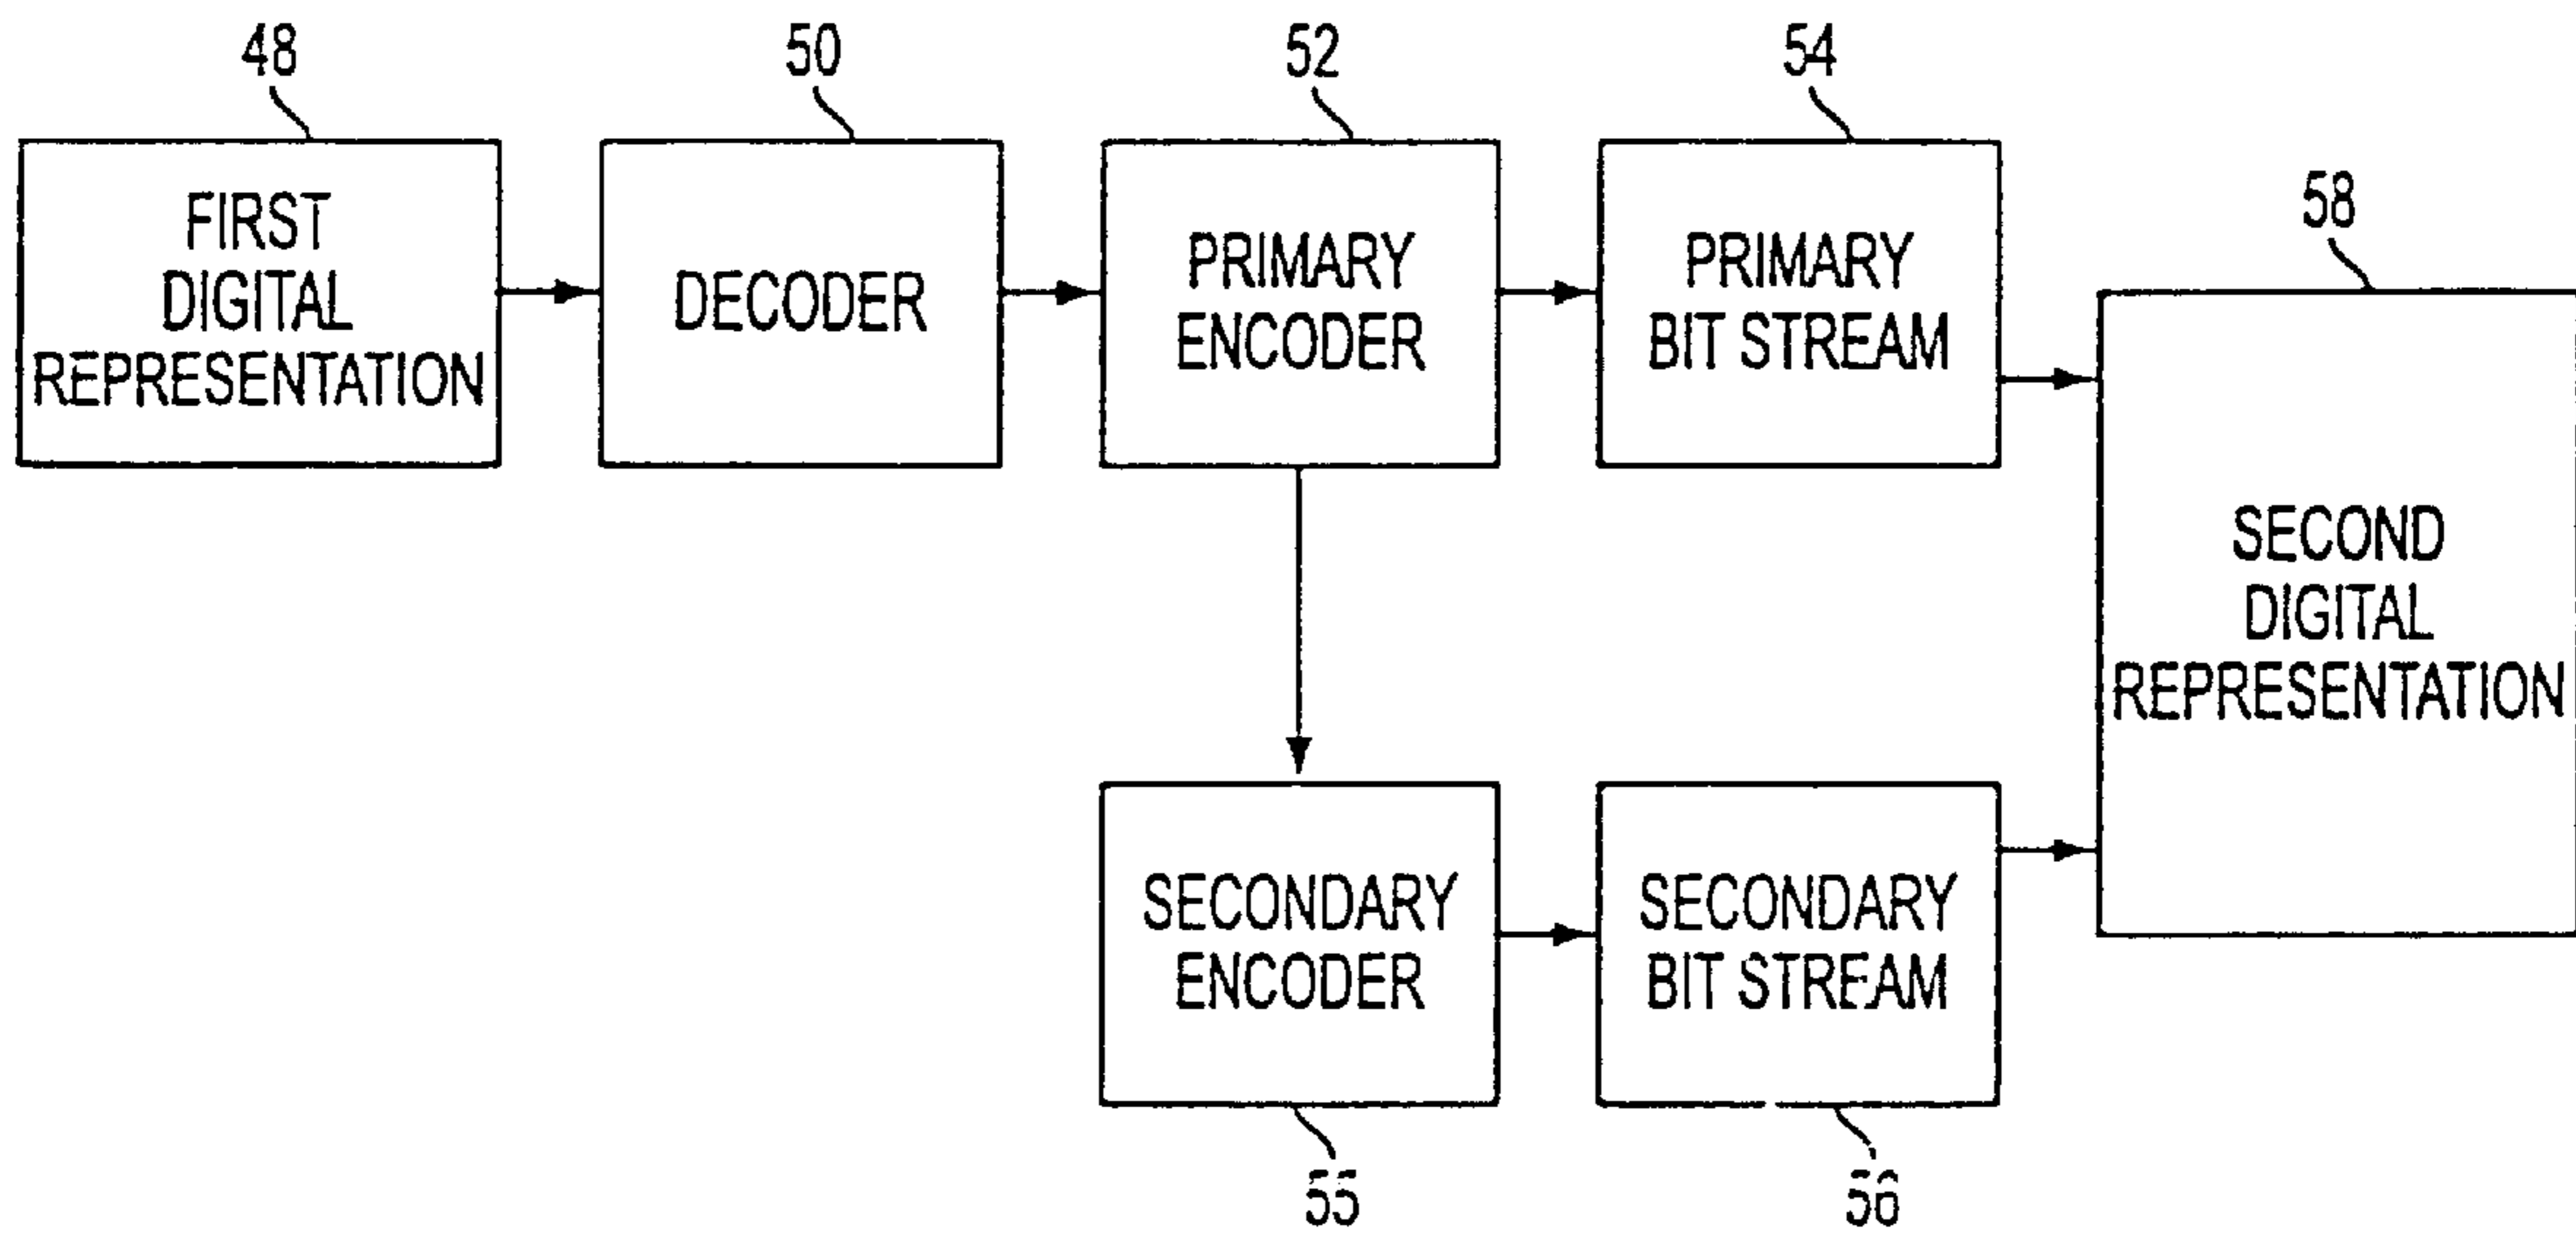 48
50
52
54
58
FIRST
DIGITAL
REPRESENTATION
DECODER
PRIMARY
ENCODER
PRIMARY
BIT STREAM
SECOND
DIGITAL
REPRESENTATION
SECONDARY
ENCODER
SECONDARY
BIT STREAM
55
56